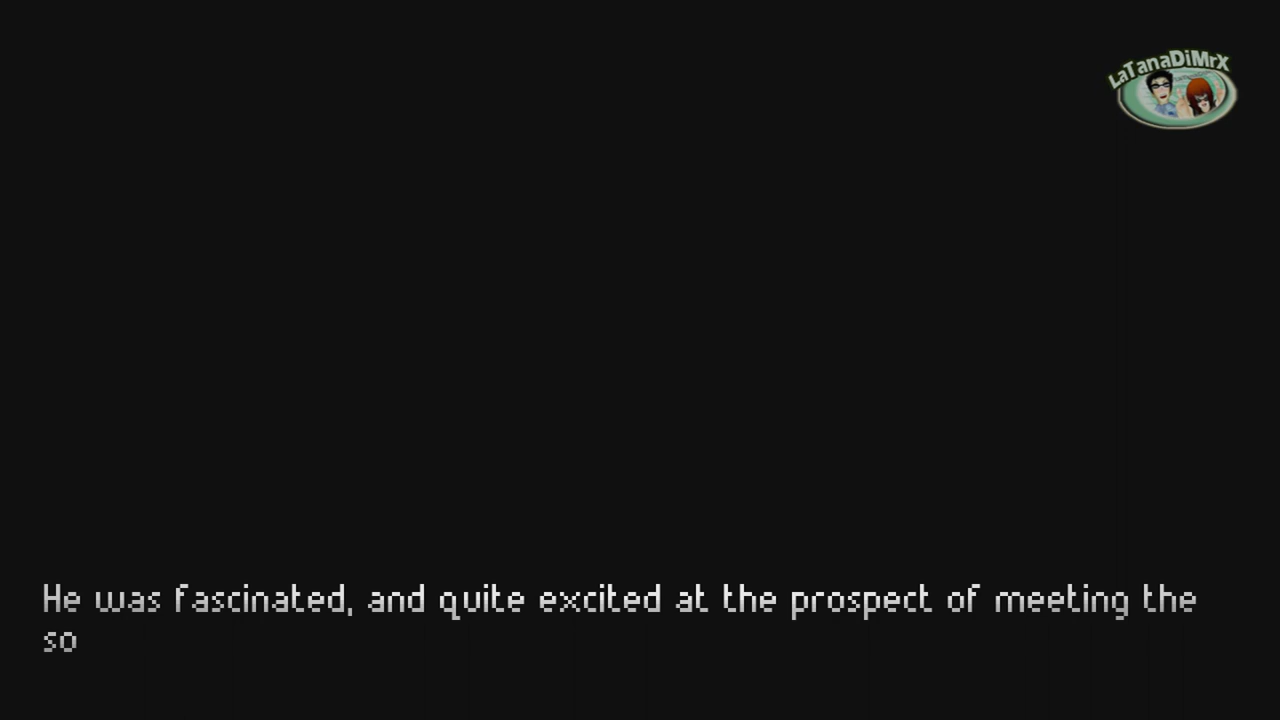 LaTanaDiMrX
He was fascinated, and quite excited at the prospect of meeting the
so